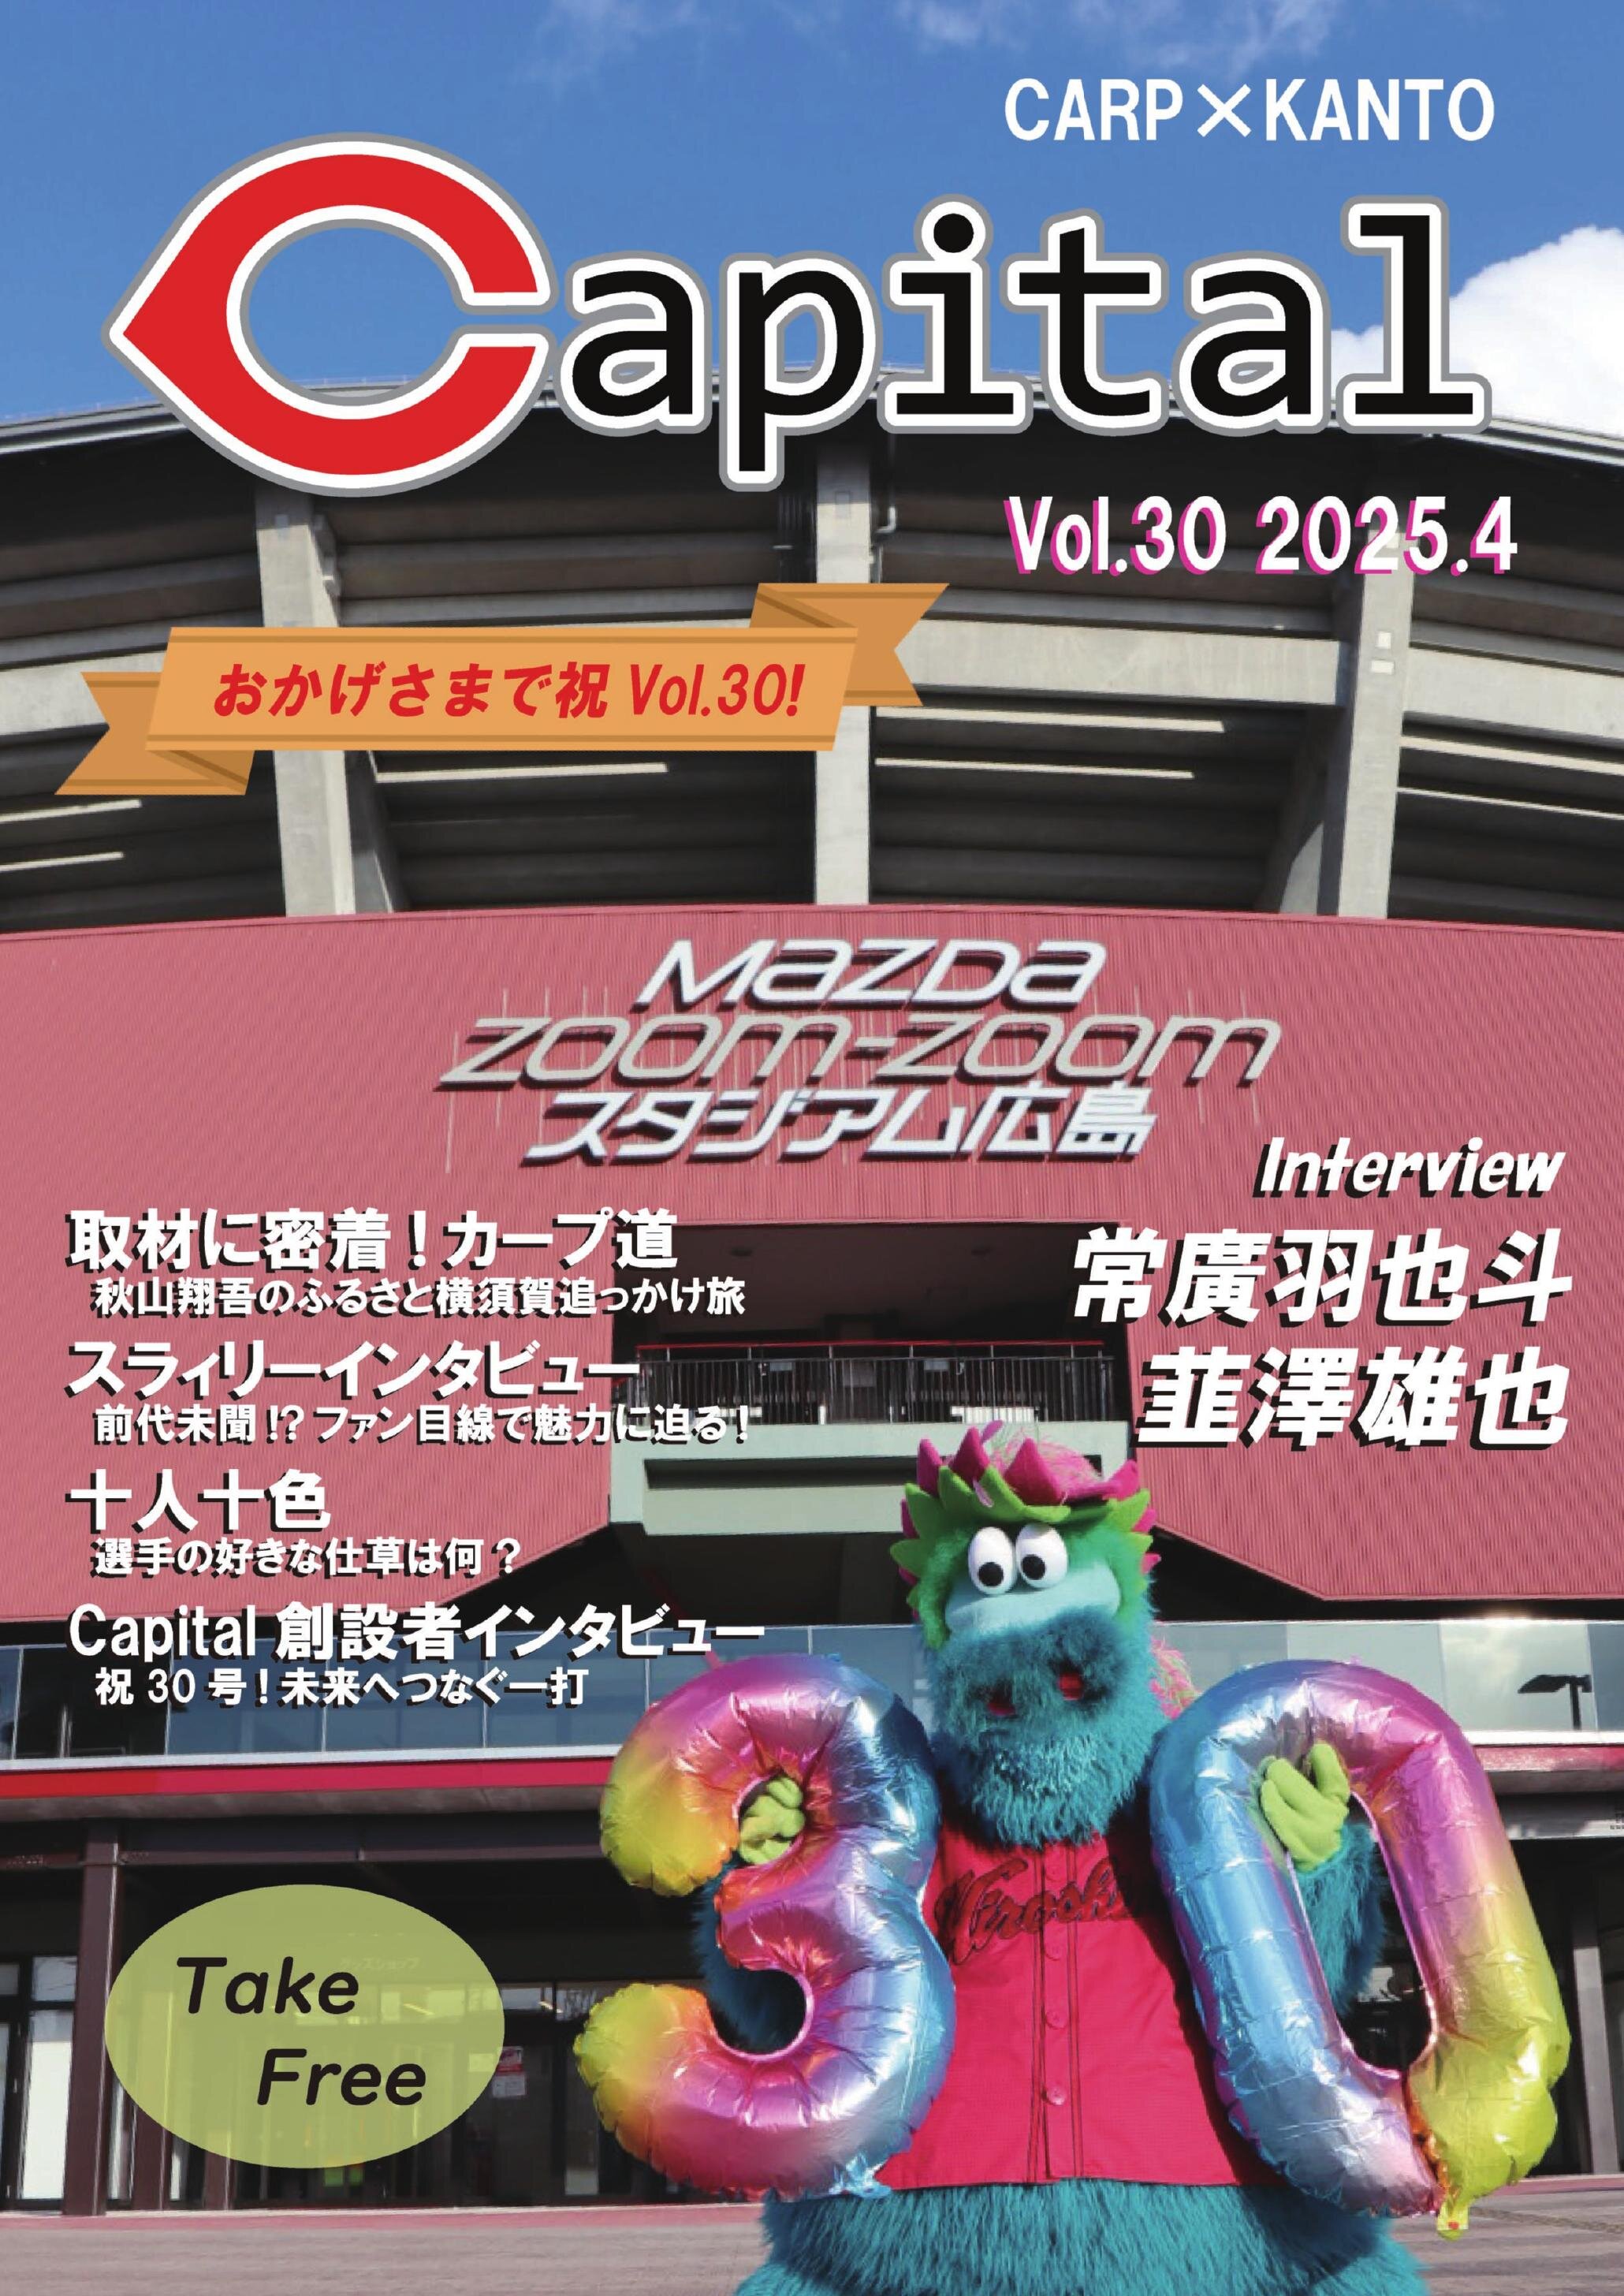 CARP×KANTO
Capital
Vol.30 2025.4
おかげさまで祝 Vol.30!
Mazda
zoom-zoom
スタジアム広島
Interview
常廣羽也斗
韮澤雄也
取材に密着！カープ道
秋山翔吾のふるさと横須賀追っかけ旅
スラィリーインタビュー
前代未聞!?ファン目線で魅力に迫る！
十人十色
選手の好きな仕草は何？
Capital 創設者インタビュー
祝 30 号！未来へつなぐ一打
30
Hiroshi
Take
Free